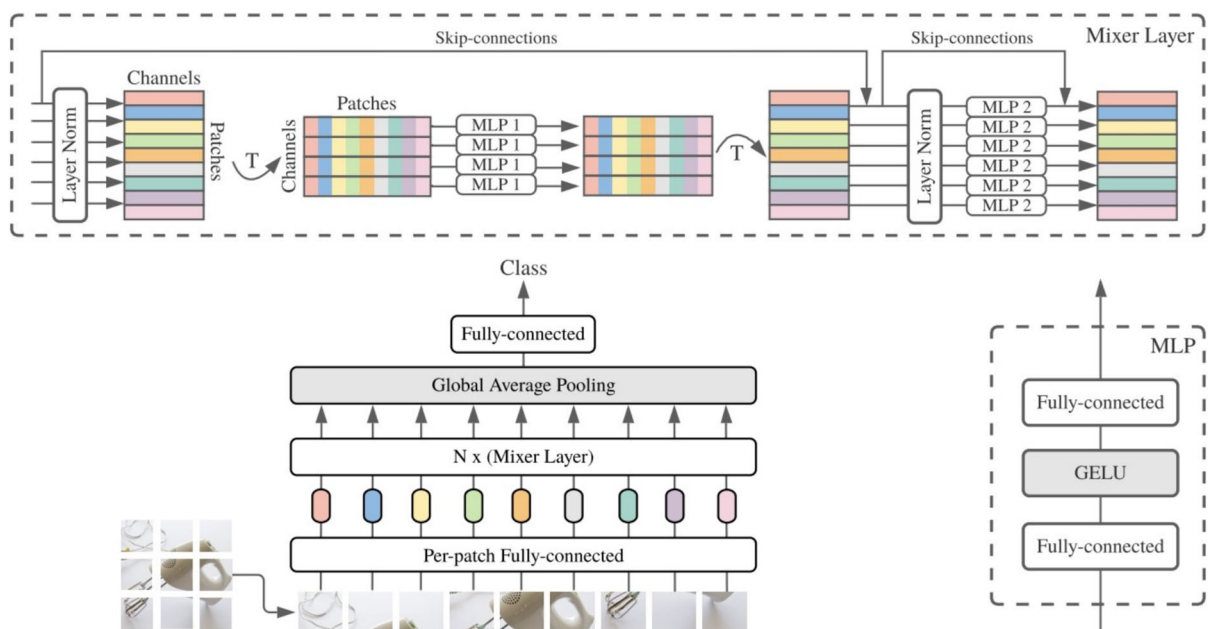 Skip-connections
Skip-connections
Mixer Layer
Channels
Patches
Layer Norm
Patches
T
Channels
MLP 1
MLP 1
MLP 1
MLP 1
T
Layer Norm
MLP 2
MLP 2
MLP 2
MLP 2
MLP 2
MLP 2
Class
Fully-connected
Global Average Pooling
N x (Mixer Layer)
Per-patch Fully-connected
MLP
Fully-connected
GELU
Fully-connected